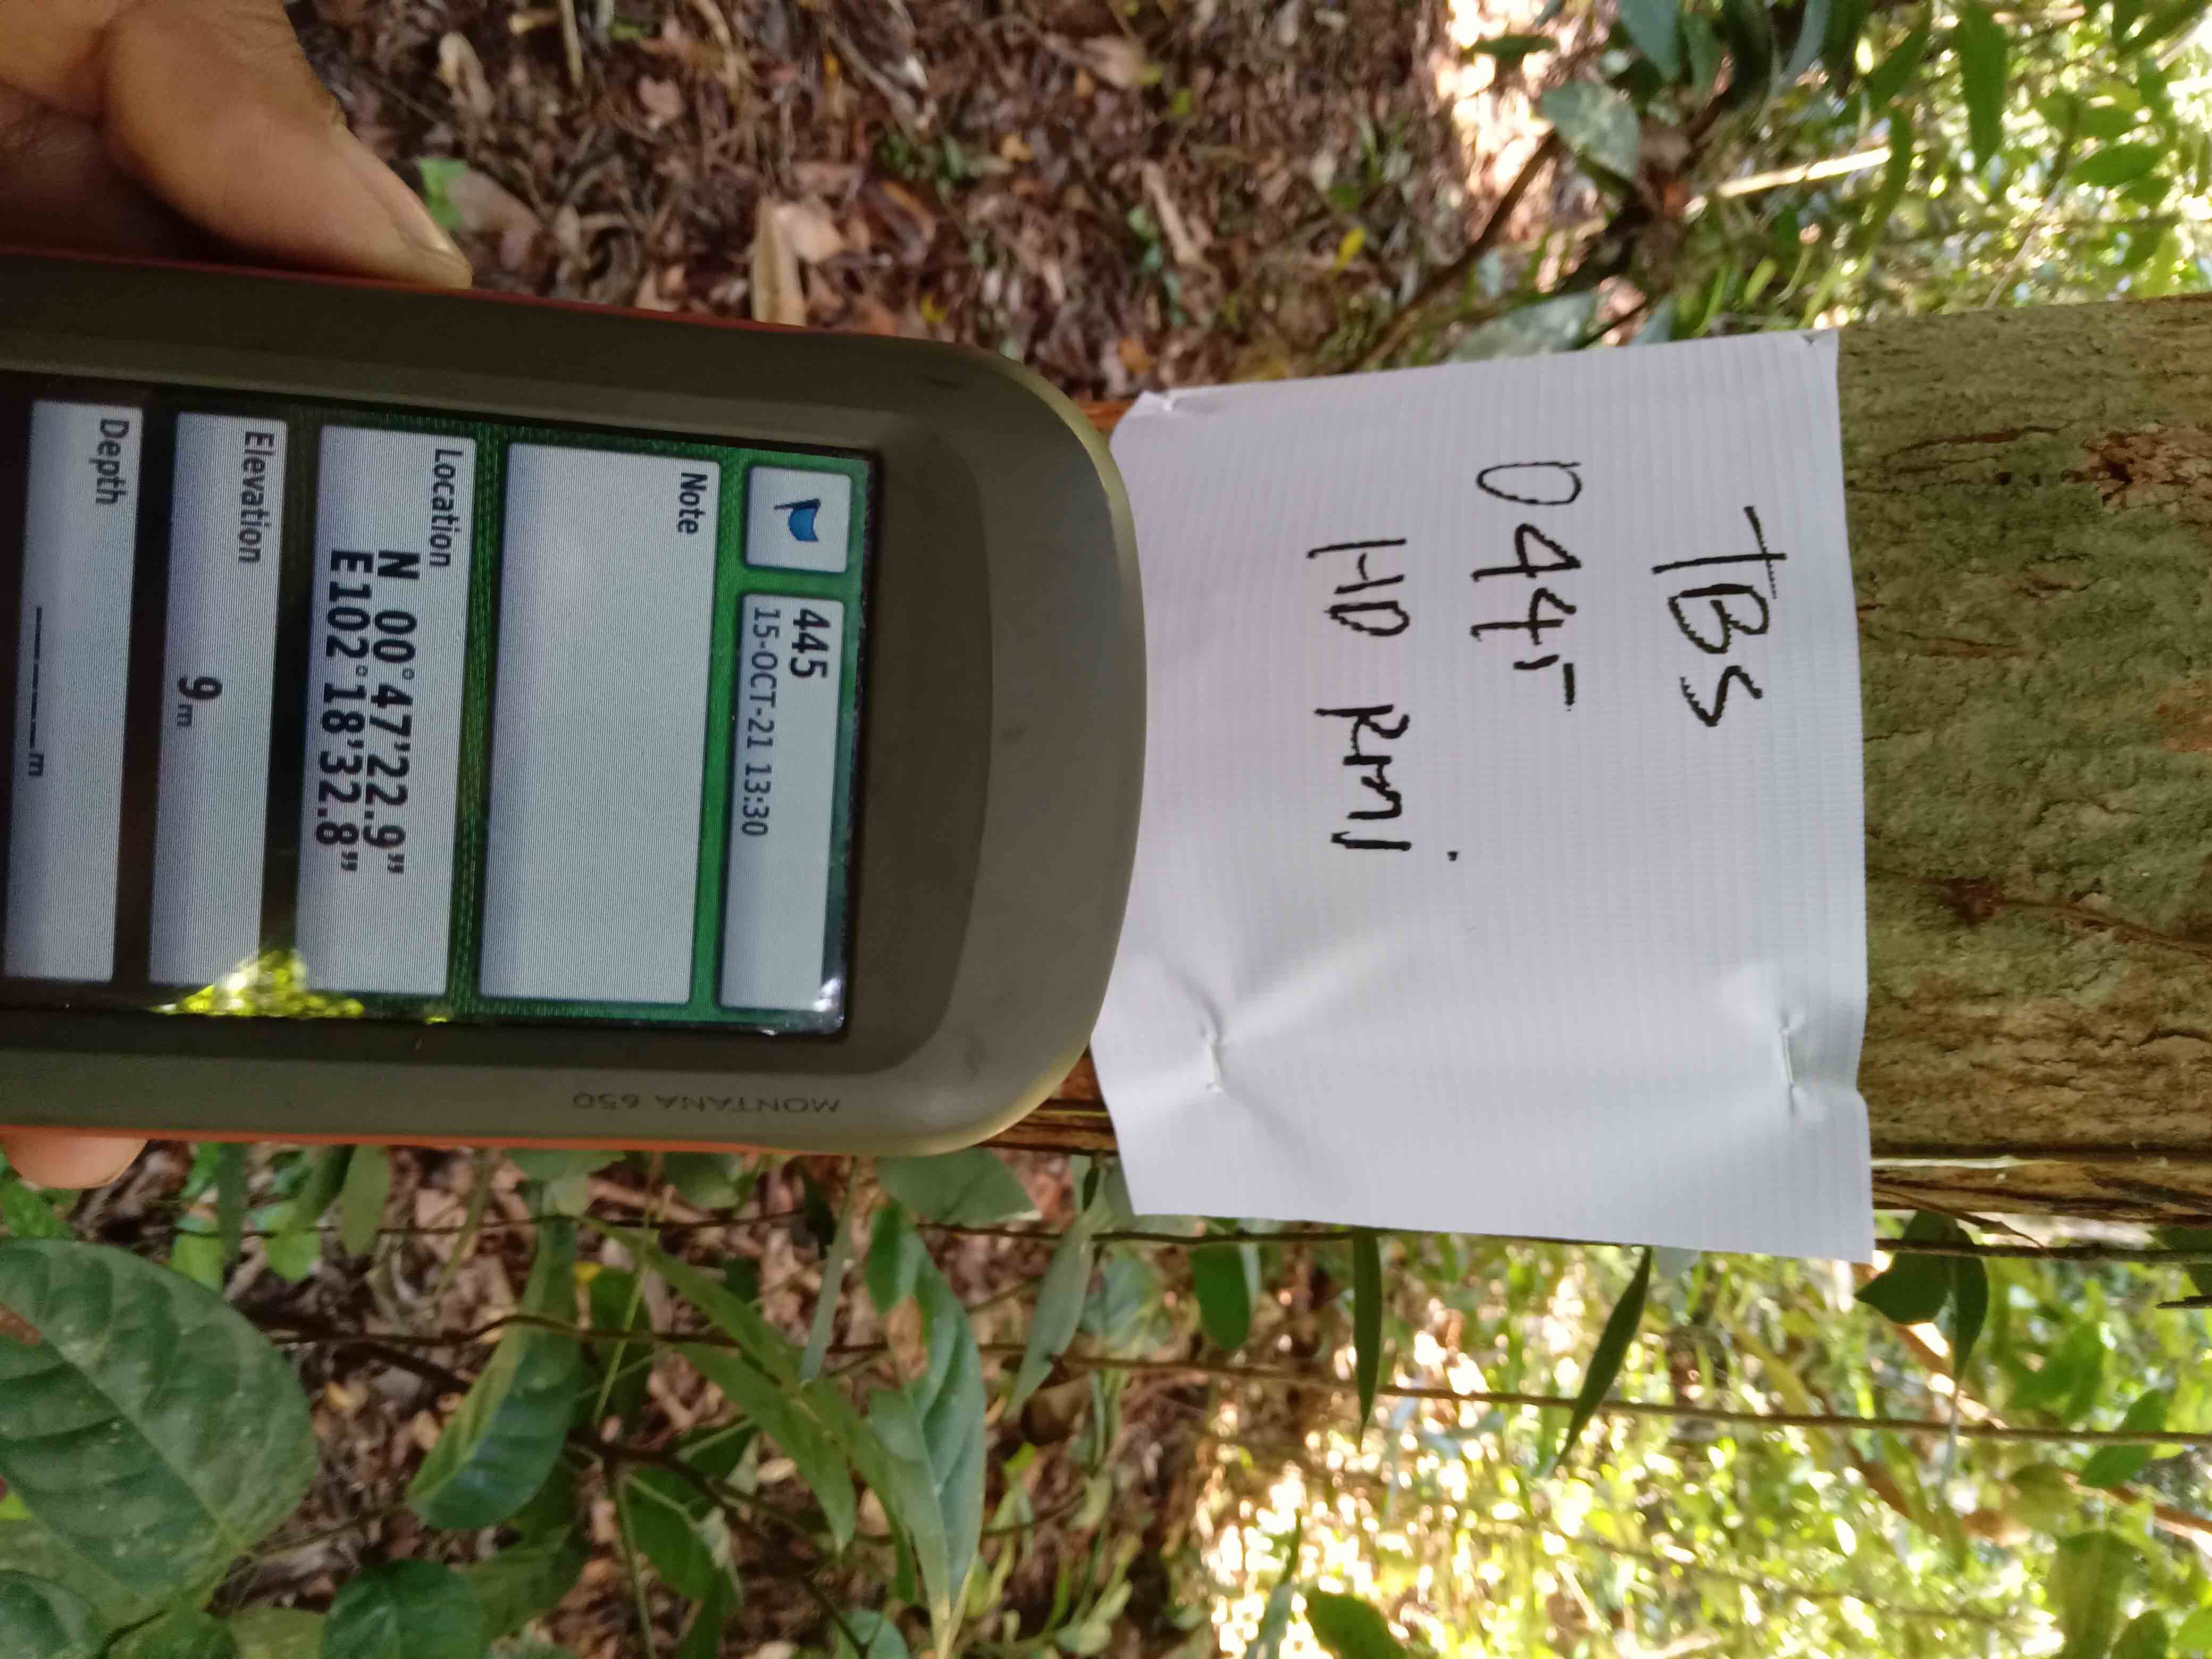 TBS
0445
HD RMj
MONTANA 650
445
15-OCT-21 13:30
Note
Location
N 00°47'22.9"
E102°18'32.8"
Elevation
9m
Depth
_____m